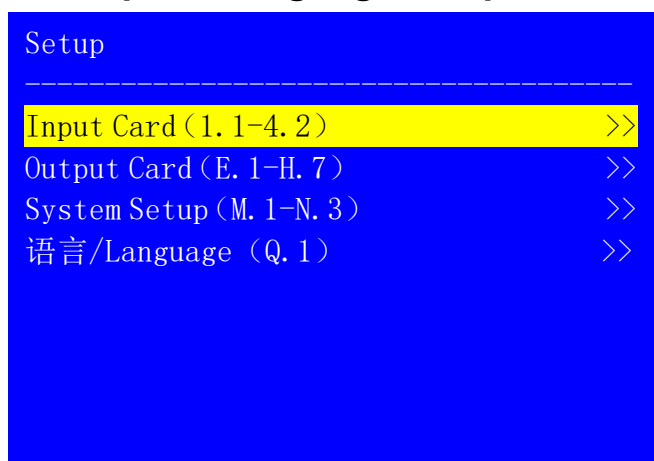 Setup
----------------------------------------
Input Card(1.1-4.2) >>
Output Card(E.1-H.7) >>
System Setup(M.1-N.3) >>
语言/Language (Q.1) >>